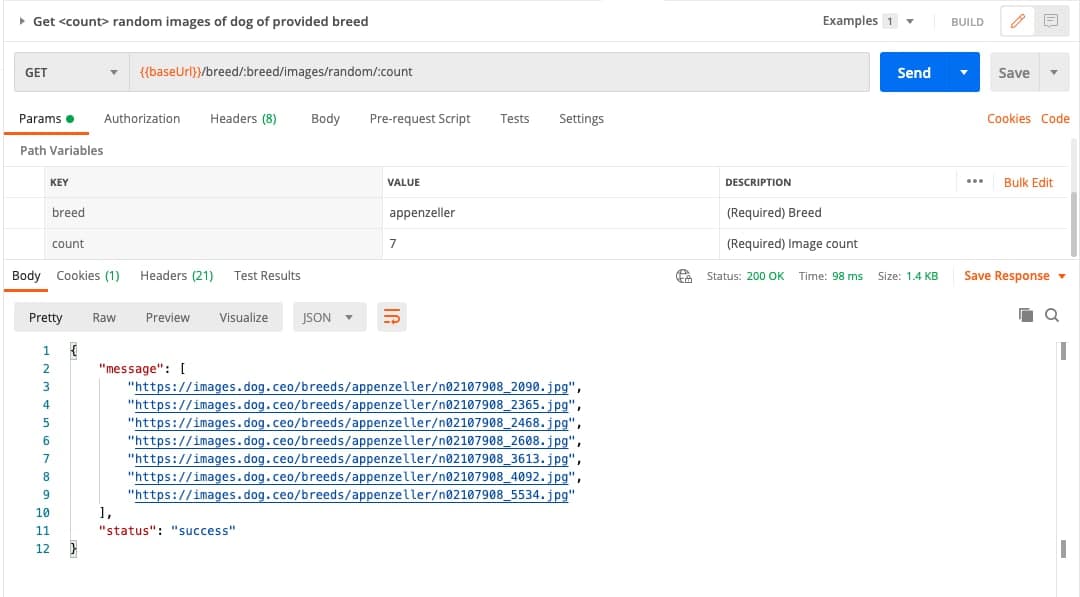 Get <count> random images of dog of provided breed Examples 1 BUILD
GET {{baseUrl}}/breed/:breed/images/random/:count Send Save
Params Authorization Headers (8) Body Pre-request Script Tests Settings Cookies Code
Path Variables
KEY VALUE DESCRIPTION ••• Bulk Edit
breed appenzeller (Required) Breed
count 7 (Required) Image count
Body Cookies (1) Headers (21) Test Results Status: 200 OK Time: 98 ms Size: 1.4 KB Save Response
Pretty Raw Preview Visualize JSON
1 {
2 "message": [
3 "https://images.dog.ceo/breeds/appenzeller/n02107908_2090.jpg",
4 "https://images.dog.ceo/breeds/appenzeller/n02107908_2365.jpg",
5 "https://images.dog.ceo/breeds/appenzeller/n02107908_2468.jpg",
6 "https://images.dog.ceo/breeds/appenzeller/n02107908_2608.jpg",
7 "https://images.dog.ceo/breeds/appenzeller/n02107908_3613.jpg",
8 "https://images.dog.ceo/breeds/appenzeller/n02107908_4092.jpg",
9 "https://images.dog.ceo/breeds/appenzeller/n02107908_5534.jpg"
10 ],
11 "status": "success"
12 }